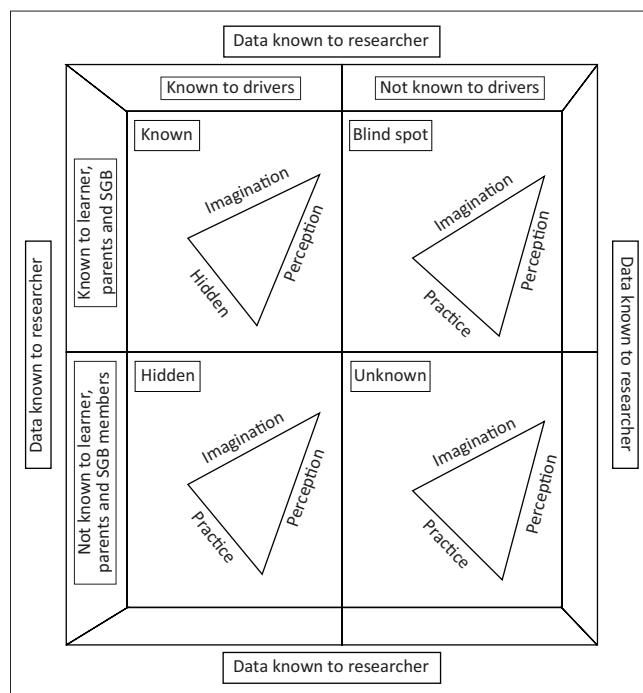 Data known to researcher
Known to drivers
Not known to drivers
Known
Blind spot
Known to learner,
parents and SGB
Imagination
Perception
Hidden
Imagination
Perception
Practice
Data known to researcher
Data known to researcher
Hidden
Unknown
Not known to learner,
parents and SGB members
Imagination
Perception
Practice
Imagination
Perception
Practice
Data known to researcher